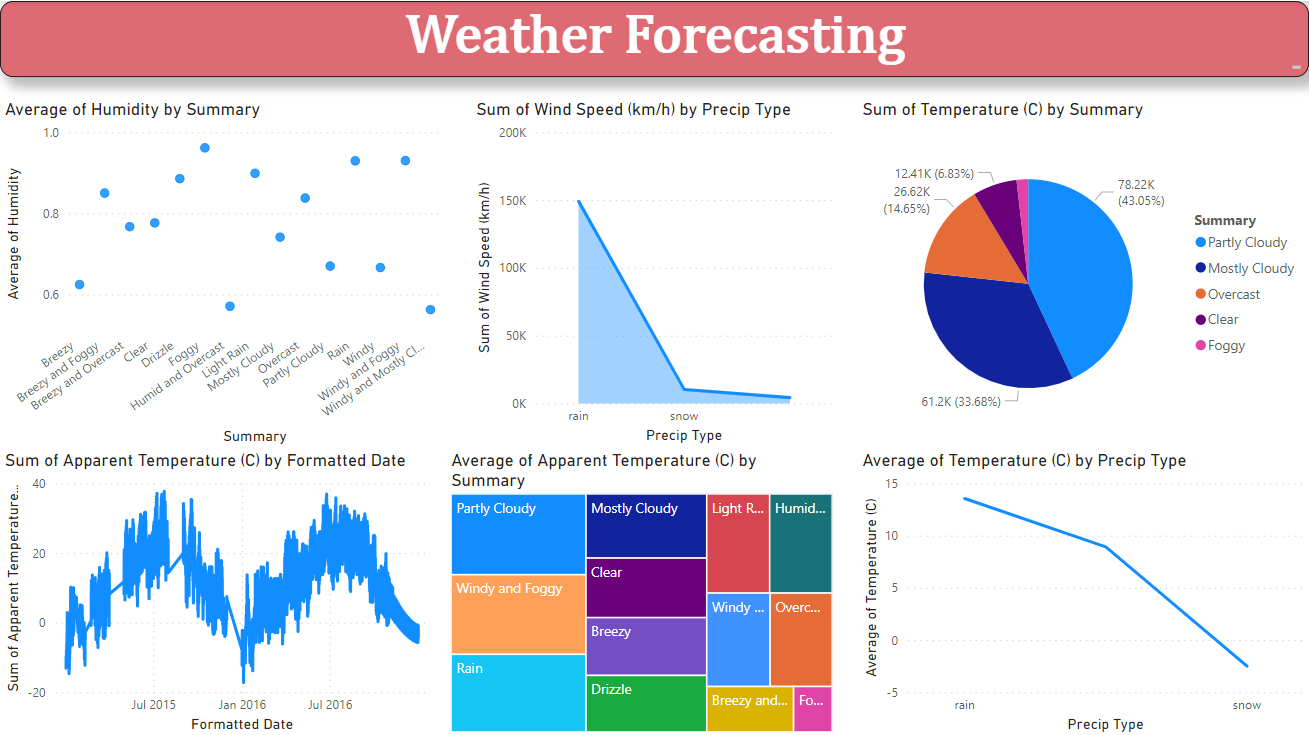 Weather Forecasting
Average of Humidity by Summary
Average of Humidity
1.0
0.8
0.6
Breezy
Breezy and Foggy
Breezy and Overcast
Clear
Drizzle
Foggy
Humid and Overcast
Light Rain
Mostly Cloudy
Overcast
Partly Cloudy
Rain
Windy
Windy and Foggy
Windy and Mostly Cl...
Summary
Sum of Wind Speed (km/h) by Precip Type
Sum of Wind Speed (km/h)
200K
150K
100K
50K
0K
rain
snow
Precip Type
Sum of Temperature (C) by Summary
12.41K (6.83%)
26.62K
(14.65%)
78.22K
(43.05%)
61.2K (33.68%)
Summary
Partly Cloudy
Mostly Cloudy
Overcast
Clear
Foggy
Sum of Apparent Temperature (C) by Formatted Date
Sum of Apparent Temperature...
40
20
0
-20
Jul 2015
Jan 2016
Jul 2016
Formatted Date
Average of Apparent Temperature (C) by
Summary
Partly Cloudy
Windy and Foggy
Rain
Mostly Cloudy
Clear
Breezy
Drizzle
Light R...
Humid...
Windy ...
Overc...
Breezy and...
Fo...
Average of Temperature (C) by Precip Type
Average of Temperature (C)
15
10
5
0
-5
rain
snow
Precip Type